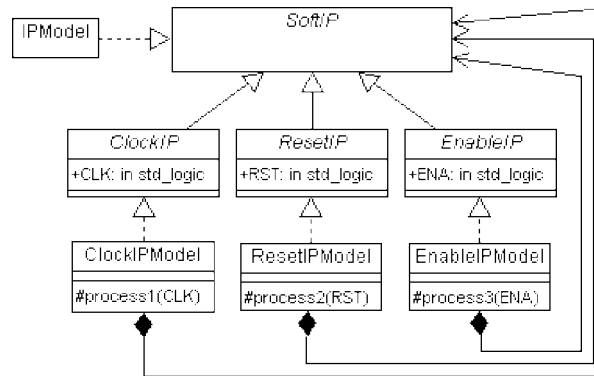 SoftIP
IPModel
ClockIP
+CLK: in std_logic
ResetIP
+RST: in std_logic
EnableIP
+ENA: in std_logic
ClockIPModel
#process1(CLK)
ResetIPModel
#process2(RST)
EnableIPModel
#process3(ENA)